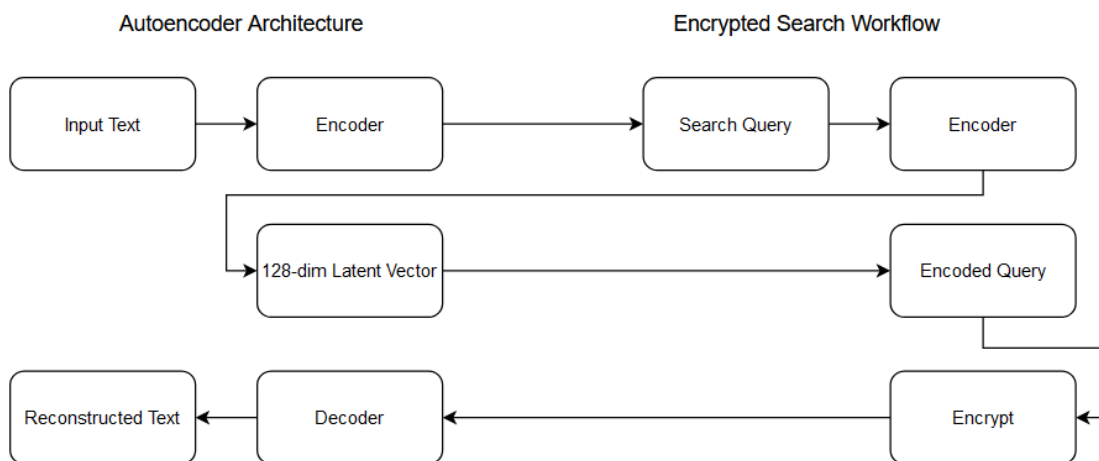 Autoencoder Architecture
Encrypted Search Workflow
Input Text
Encoder
Search Query
Encoder
128-dim Latent Vector
Encoded Query
Reconstructed Text
Decoder
Encrypt